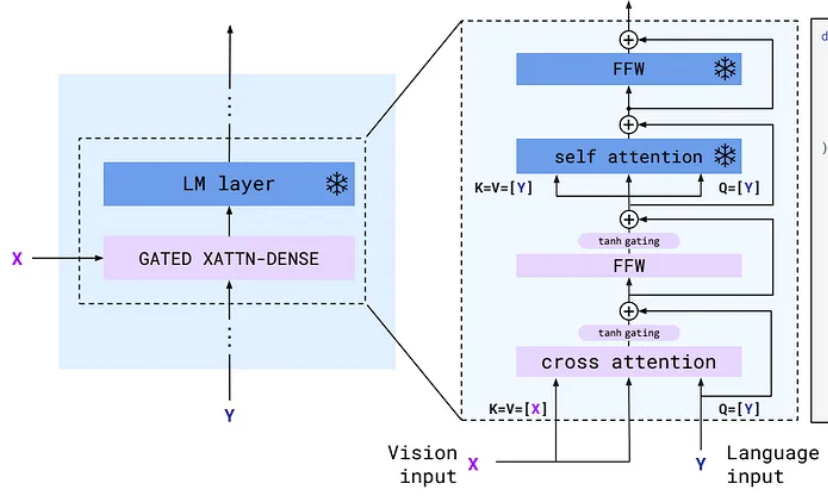 LM layer
X
GATED XATTN-DENSE
Y
FFW
self attention
K=V=[Y]
Q=[Y]
tanh gating
FFW
tanh gating
cross attention
K=V=[X]
Q=[Y]
Vision
input
X
Y
Language
input
d
)